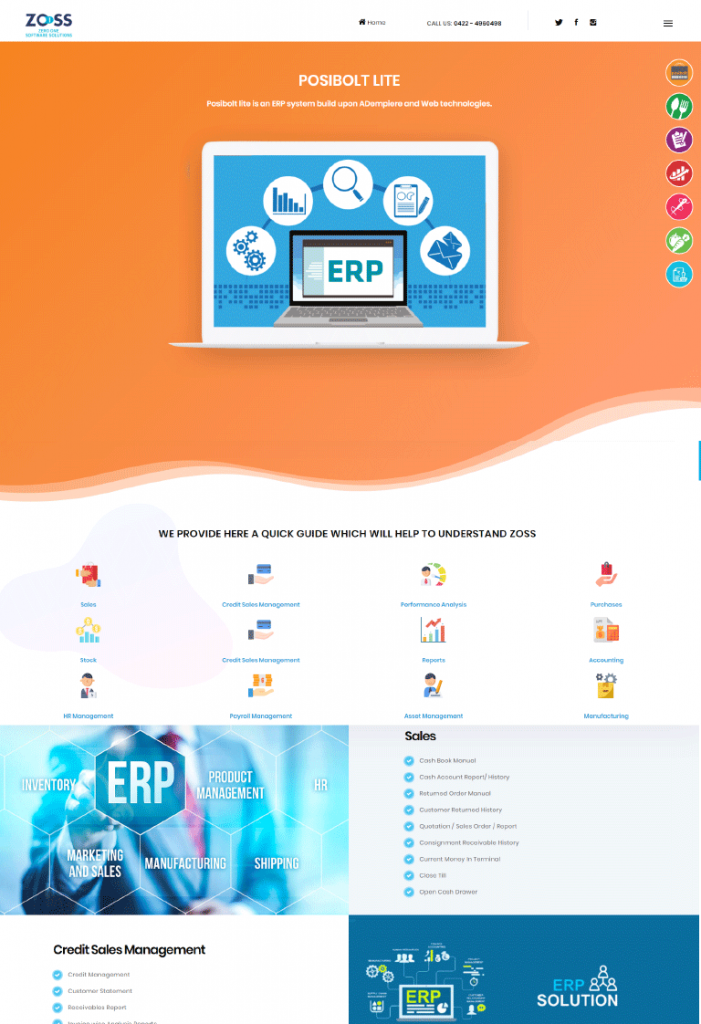 ZOSS
ZERO ONE
SOFTWARE SOLUTIONS
Home
CALL US: 0422 - 4960498
POSIBOLT LITE
Posibolt lite is an ERP system build upon ADempiere and Web technologies.
ERP
WE PROVIDE HERE A QUICK GUIDE WHICH WILL HELP TO UNDERSTAND ZOSS
Sales
Credit Sales Management
Performance Analysis
Purchases
Stock
Credit Sales Management
Reports
Accounting
HR Management
Payroll Management
Asset Management
Manufacturing
INVENTORY
ERP
PRODUCT
MANAGEMENT
HR
MARKETING
AND SALES
MANUFACTURING
SHIPPING
Sales
Cash Book Manual
Cash Account Report/ History
Returned Order Manual
Customer Returned History
Quotation / Sales Order / Report
Consignment Receivable History
Current Money In Terminal
Close Till
Open Cash Drawer
Credit Sales Management
Credit Management
Customer Statement
Receivables Report
ERP
ERP
SOLUTION